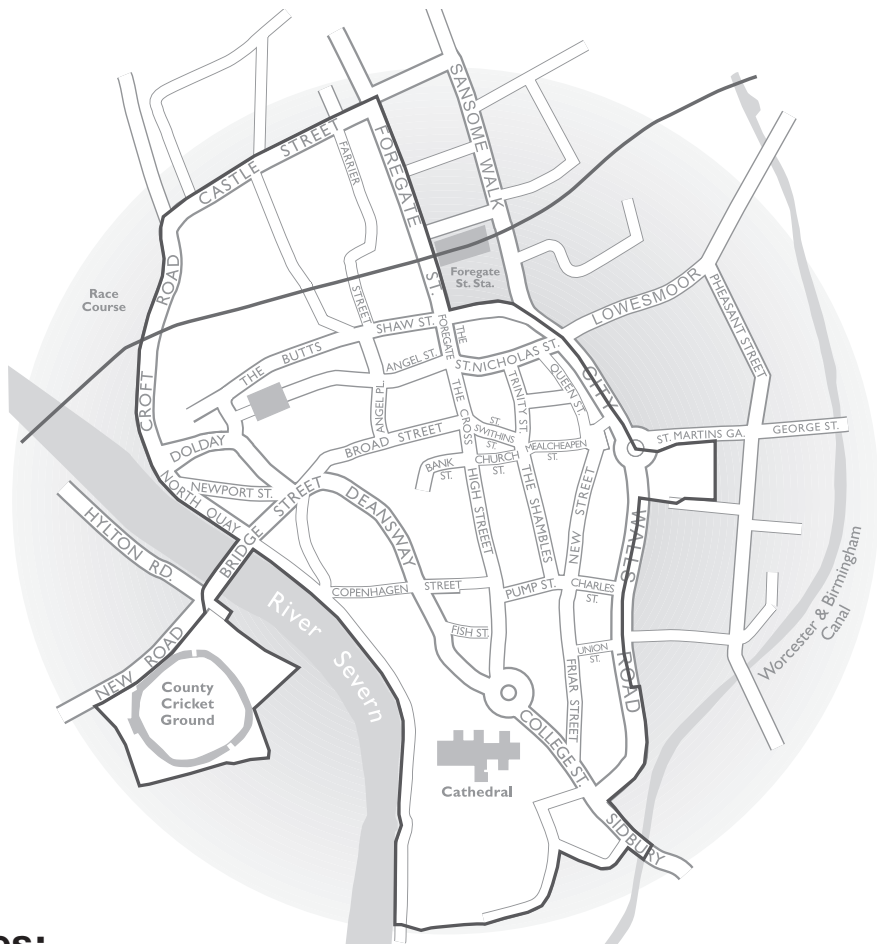 SANSOME WALK
CASTLE STREET
FARRIER
STREET
FOREGATE
ST.
Foregate
St. Sta.
Race
Course
CROFT
ROAD
LOWESMOOR
PHEASANT STREET
SHAW ST.
THE BUTTS
ANGEL ST.
ANGEL PL.
THE
FOREGATE
ST. NICHOLAS ST.
THE CROSS
TRINITY ST.
QUEEN ST.
CITY
WALLS
ROAD
ST. MARTINS GA.
GEORGE ST.
DOLDAY
BROAD STREET
ST.
SWITHINS
ST.
MEALCHEAPEN
ST.
BANK
ST.
CHURCH
ST.
NEWPORT ST.
NORTH QUAY
BRIDGE STREET
DEANSWAY
HIGH STREEET
THE SHAMBLES
NEW STREET
HYLTON RD.
COPENHAGEN STREET
PUMP ST.
CHARLES
ST.
FISH ST.
UNION
ST.
FRIAR STREET
River Severn
NEW ROAD
County
Cricket
Ground
COLLEGE ST.
Cathedral
SIDBURY
Worcester & Birmingham
Canal